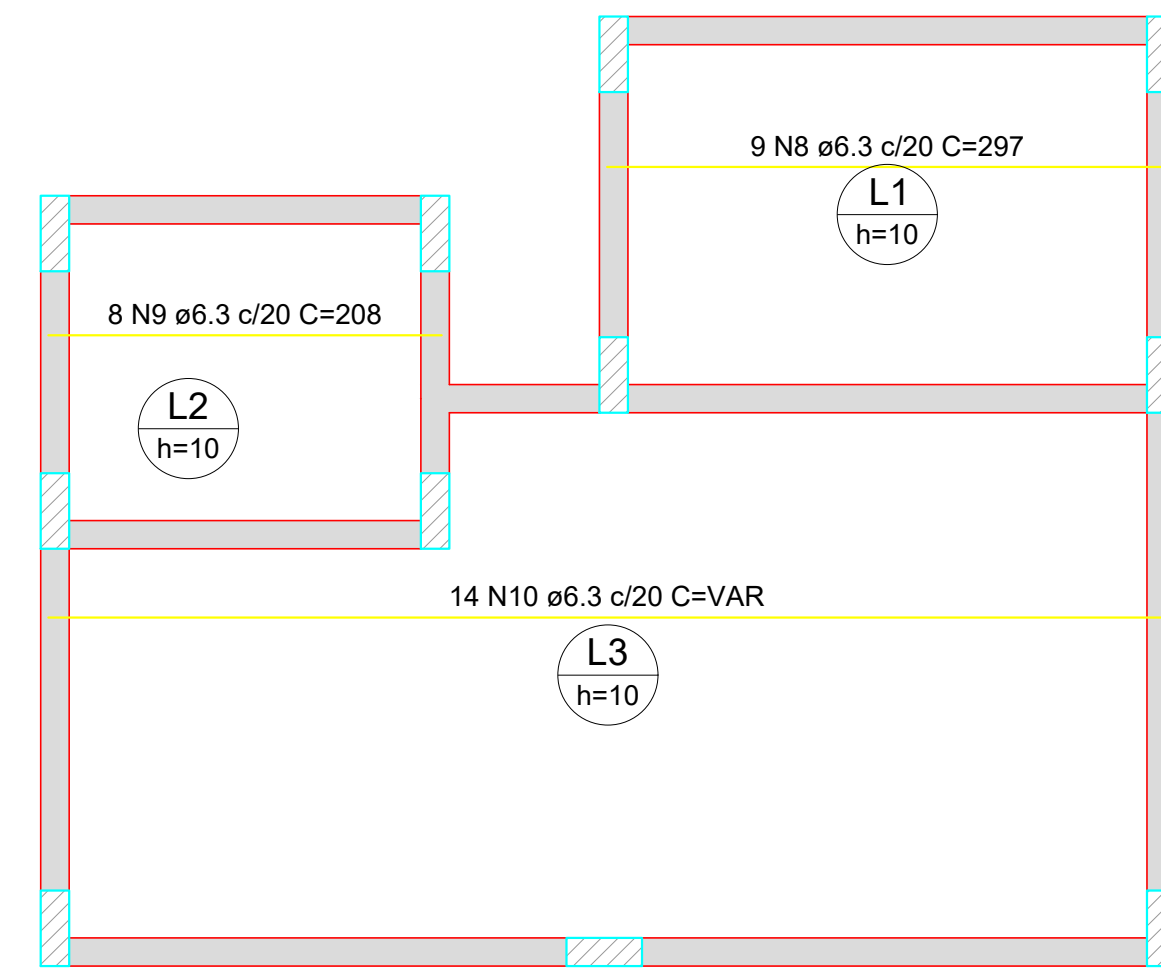 9 N8 ø6.3 c/20 C=297
L1
h=10
8 N9 ø6.3 c/20 C=208
L2
h=10
14 N10 ø6.3 c/20 C=VAR
L3
h=10